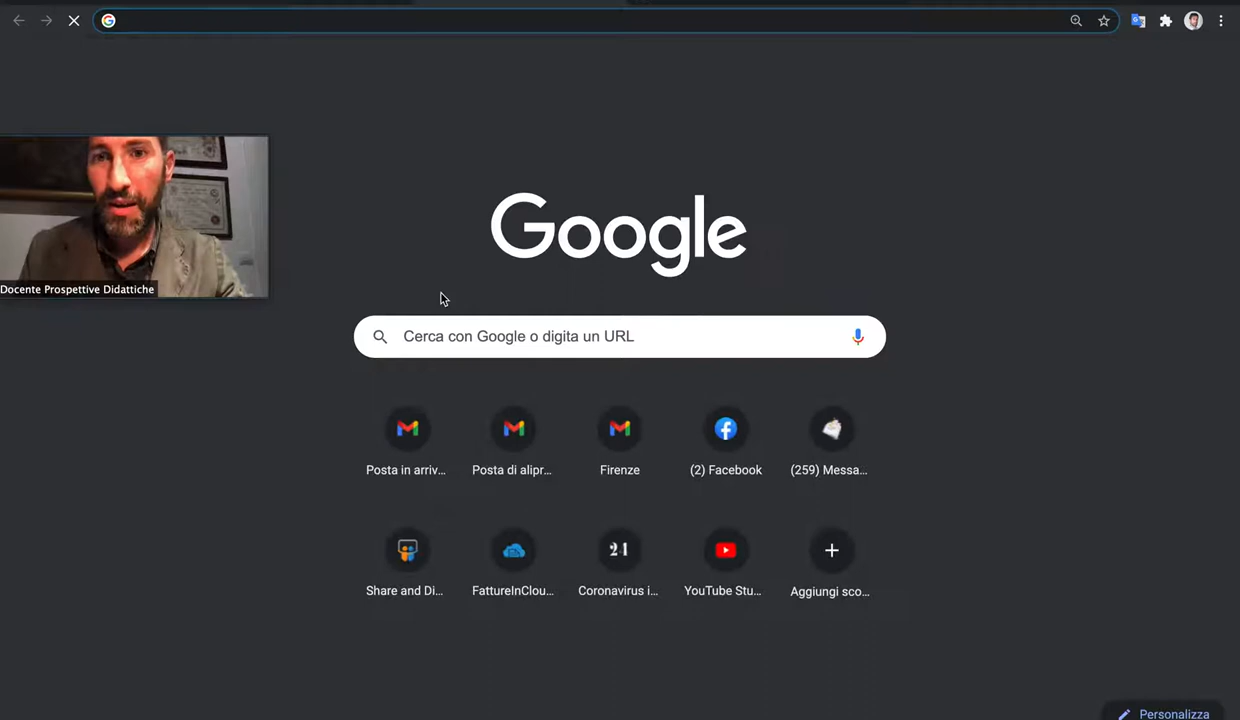 Docente Prospettive Didattiche
Google
Cerca con Google o digita un URL
Posta in arriv...
Posta di alipr...
Firenze
(2) Facebook
(259) Messa...
24
Share and Di...
FattureInClou...
Coronavirus i...
YouTube Stu...
Aggiungi sco...
Personalizza